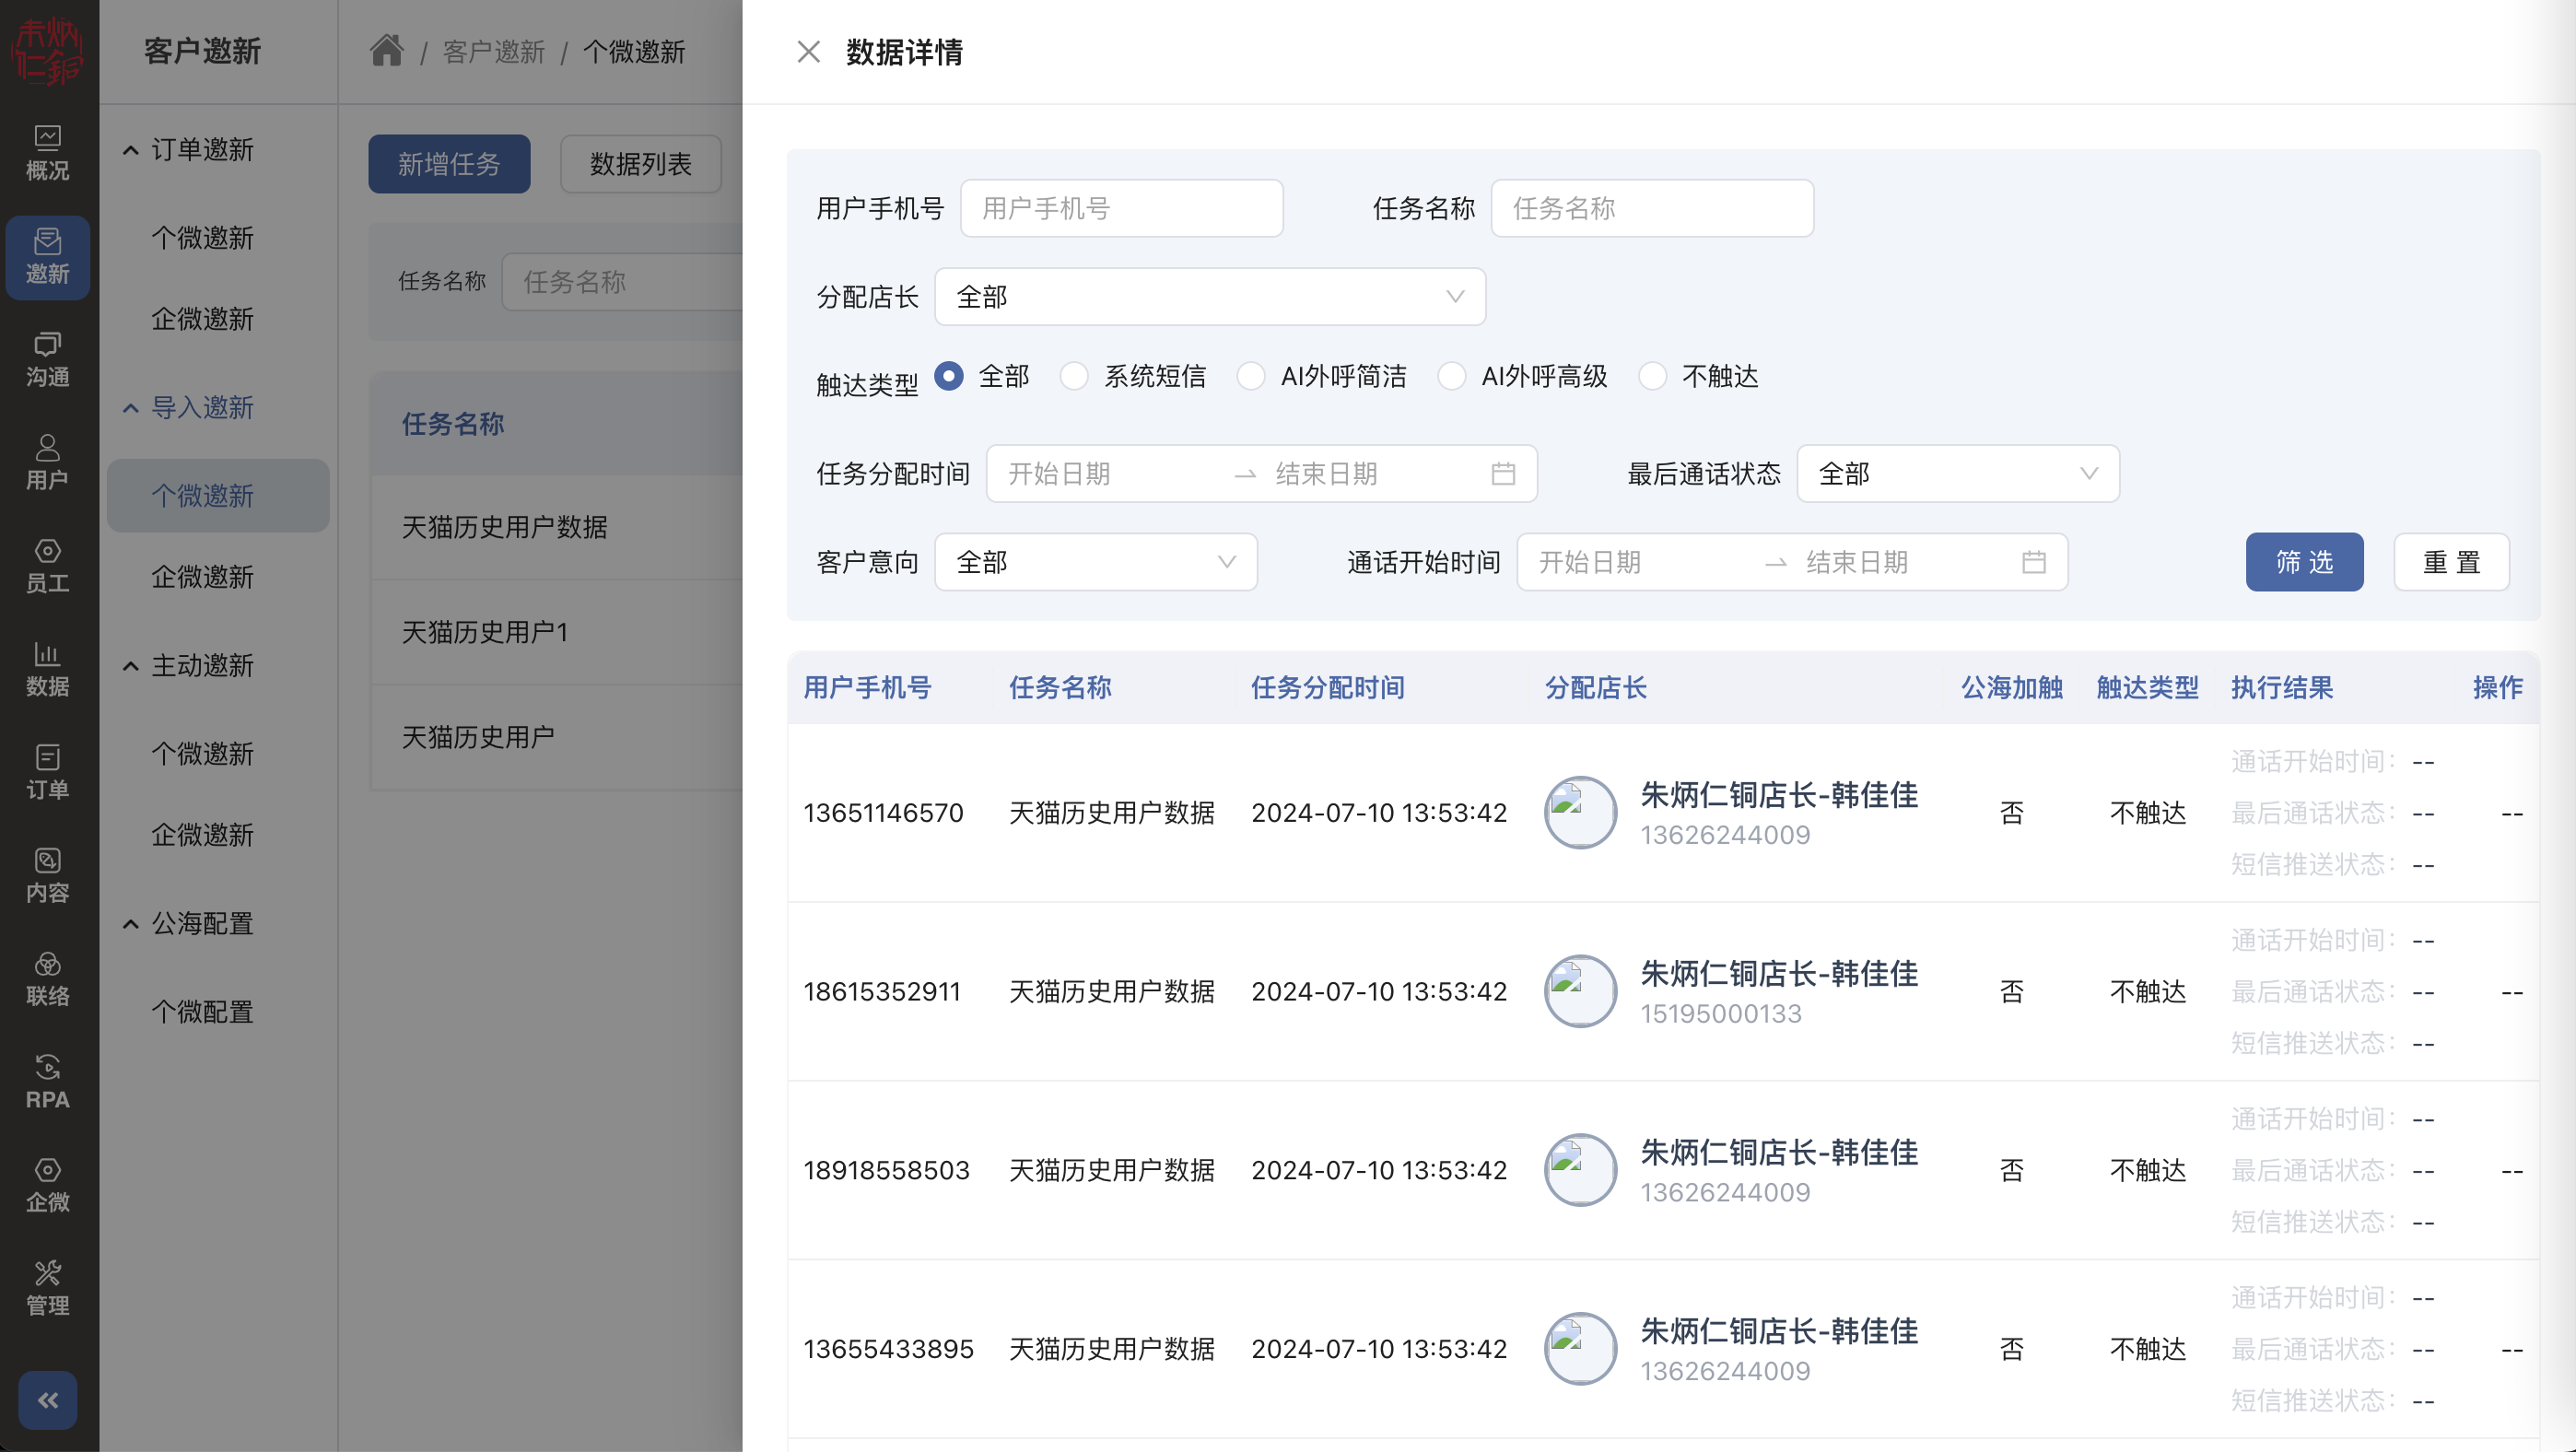 朱炳仁銅
概况
邀新
沟通
用户
员工
数据
订单
内容
联络
RPA
企微
管理
客户邀新
订单邀新
个微邀新
企微邀新
导入邀新
个微邀新
企微邀新
主动邀新
个微邀新
企微邀新
公海配置
个微配置
/ 客户邀新 / 个微邀新
新增任务 数据列表
任务名称 任务名称
任务名称
天猫历史用户数据
天猫历史用户1
天猫历史用户
数据详情
用户手机号 用户手机号 任务名称 任务名称
分配店长 全部
触达类型 全部 系统短信 AI外呼简洁 AI外呼高级 不触达
任务分配时间 开始日期 → 结束日期 最后通话状态 全部
客户意向 全部 通话开始时间 开始日期 → 结束日期 筛选 重置
用户手机号 任务名称 任务分配时间 分配店长 公海加触 触达类型 执行结果 操作
13651146570 天猫历史用户数据 2024-07-10 13:53:42 朱炳仁铜店长-韩佳佳 13626244009 否 不触达 通话开始时间: -- 最后通话状态: -- 短信推送状态: -- --
18615352911 天猫历史用户数据 2024-07-10 13:53:42 朱炳仁铜店长-韩佳佳 15195000133 否 不触达 通话开始时间: -- 最后通话状态: -- 短信推送状态: -- --
18918558503 天猫历史用户数据 2024-07-10 13:53:42 朱炳仁铜店长-韩佳佳 13626244009 否 不触达 通话开始时间: -- 最后通话状态: -- 短信推送状态: -- --
13655433895 天猫历史用户数据 2024-07-10 13:53:42 朱炳仁铜店长-韩佳佳 13626244009 否 不触达 通话开始时间: -- 最后通话状态: -- 短信推送状态: -- --